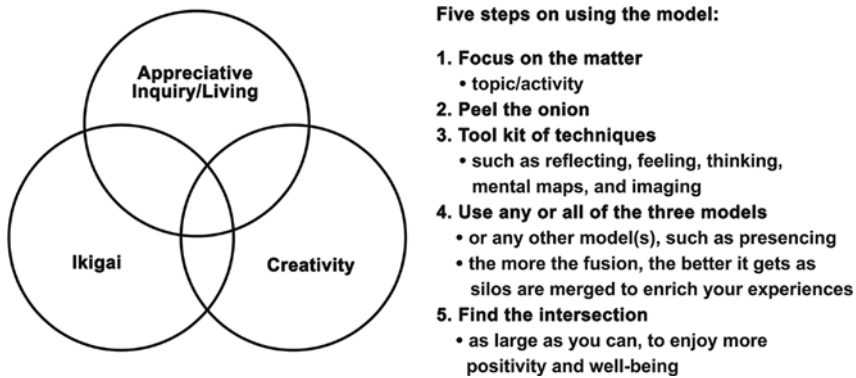 Appreciative
Inquiry/Living
Ikigai
Creativity
Five steps on using the model:
1. Focus on the matter
• topic/activity
2. Peel the onion
3. Tool kit of techniques
• such as reflecting, feeling, thinking,
mental maps, and imaging
4. Use any or all of the three models
• or any other model(s), such as presencing
• the more the fusion, the better it gets as
silos are merged to enrich your experiences
5. Find the intersection
• as large as you can, to enjoy more
positivity and well-being